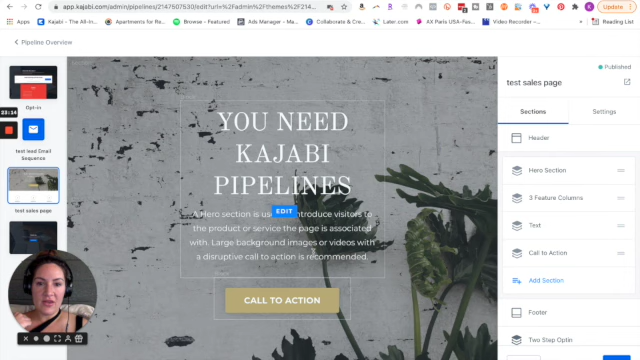 app.kajabi.com/admin/pipelines/2147507530/edit?url=%2Fadmin%2Fthemes%2F214...
Update
Apps
Kajabi | The All-in...
Apartments for Re...
Browse - Featured
Ads Manager - Ma...
Collaborate & Cre...
Later.com
AX Paris USA-Fas...
Video Recorder –...
Reading List
Pipeline Overview
Published
test sales page
Sections
Settings
Opt-in
test lead Email
Sequence
test sales page
YOU NEED
KAJABI
PIPELINES
EDIT
A Hero section is used to introduce visitors to
the product or service the page is associated
with. Large background images or videos with
a disruptive call to action is recommended.
CALL TO ACTION
Header
Hero Section
3 Feature Columns
Text
Call to Action
Add Section
Footer
Two Step Optin